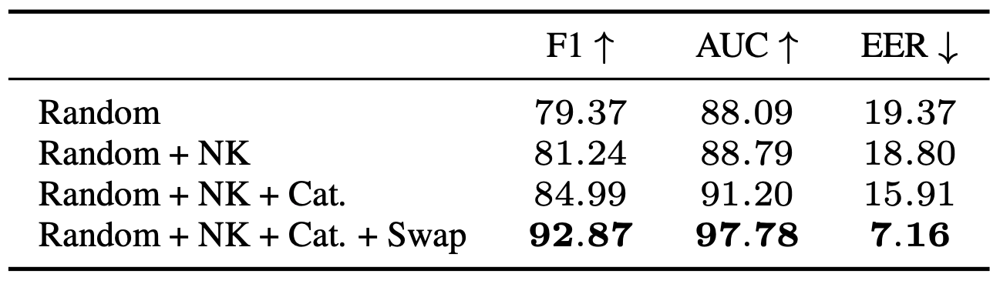 F1 ↑ AUC ↑ EER ↓
Random 79.37 88.09 19.37
Random + NK 81.24 88.79 18.80
Random + NK + Cat. 84.99 91.20 15.91
Random + NK + Cat. + Swap 92.87 97.78 7.16